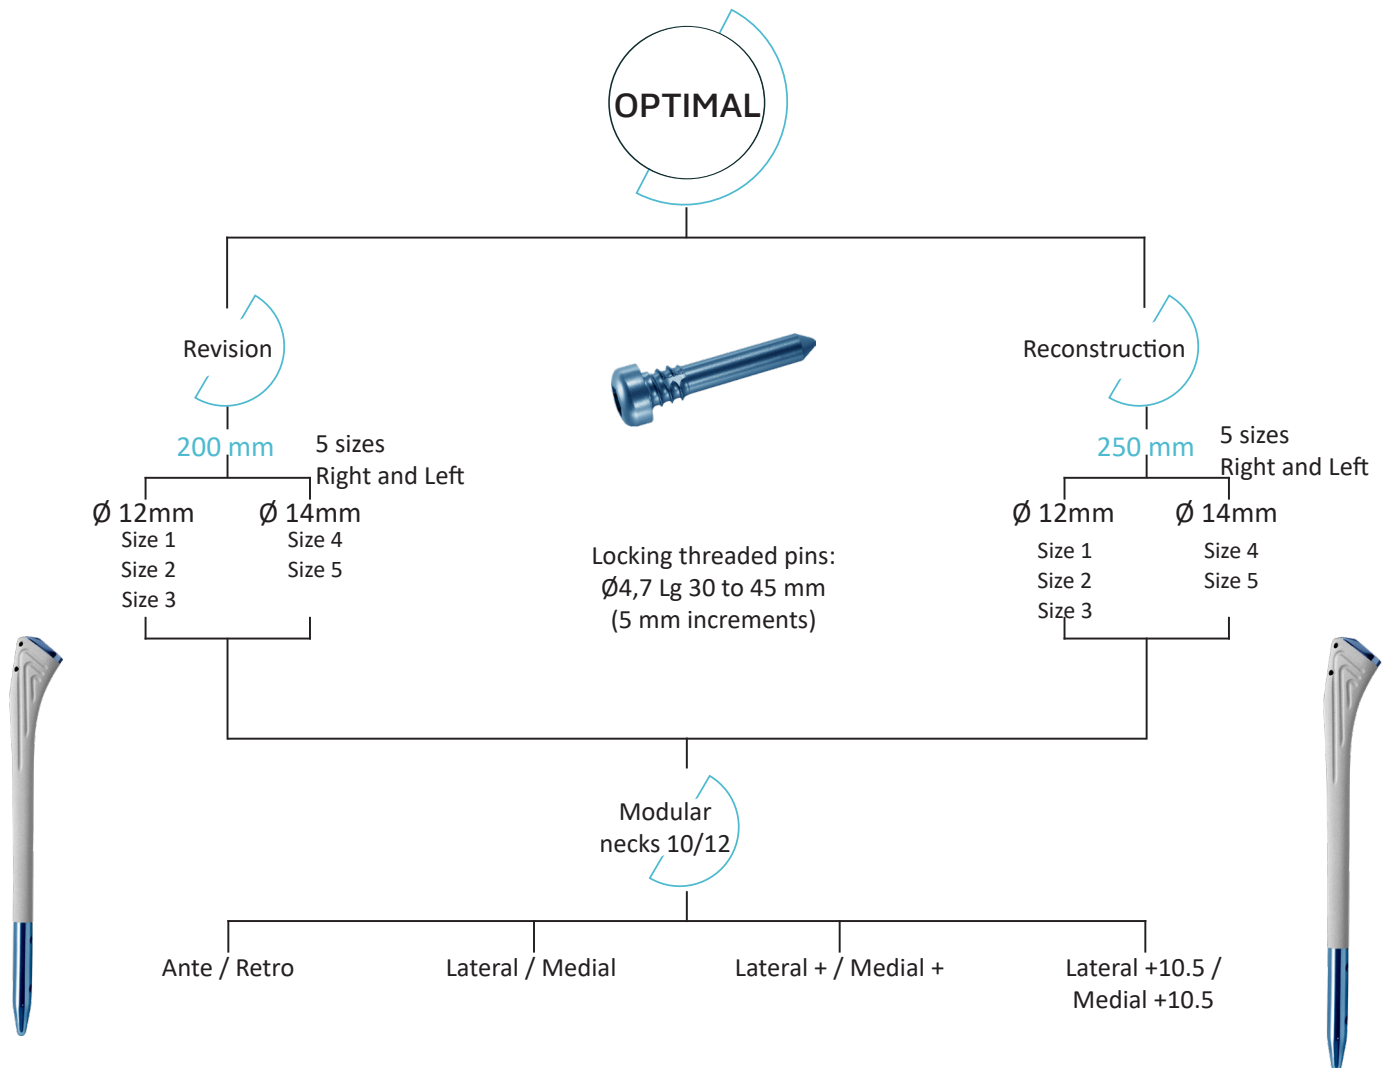 OPTIMAL
Revision
Reconstruction
200 mm
5 sizes
Right and Left
Ø 12mm
Size 1
Size 2
Size 3
Ø 14mm
Size 4
Size 5
Locking threaded pins:
Ø4,7 Lg 30 to 45 mm
(5 mm increments)
250 mm
5 sizes
Right and Left
Ø 12mm
Size 1
Size 2
Size 3
Ø 14mm
Size 4
Size 5
Modular
necks 10/12
Ante / Retro
Lateral / Medial
Lateral + / Medial +
Lateral +10.5 /
Medial +10.5